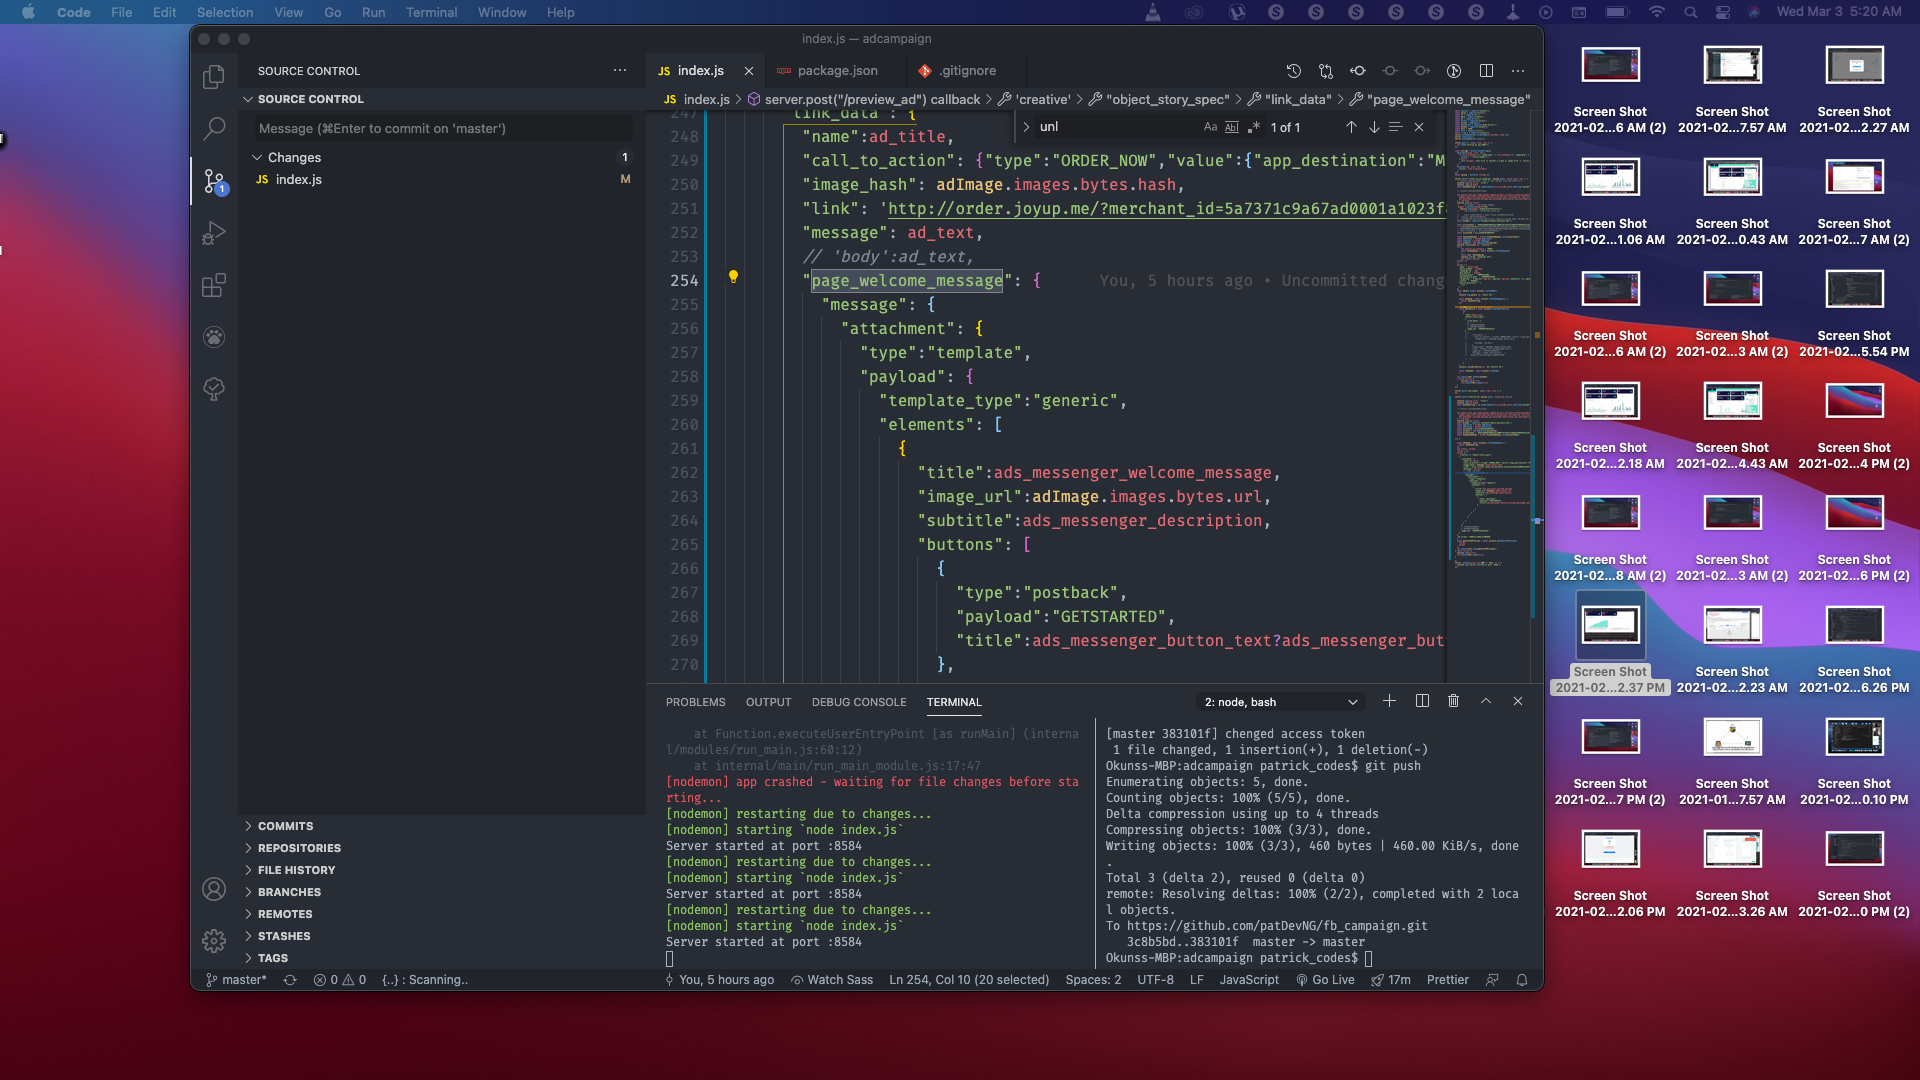 Code File Edit Selection View Go Run Terminal Window Help
Wed Mar 3 5:20 AM
index.js — adcampaign
SOURCE CONTROL
SOURCE CONTROL
Message (⌘Enter to commit on 'master')
Changes 1
JS index.js M
1
COMMITS
REPOSITORIES
FILE HISTORY
BRANCHES
REMOTES
STASHES
TAGS
JS index.js
package.json
.gitignore
JS index.js > server.post("/preview_ad") callback > 'creative' > "object_story_spec" > "link_data" > "page_welcome_message"
unl Aa Abl .* 1 of 1
247 link_data": {
248 "name":ad_title,
249 "call_to_action": {"type":"ORDER_NOW","value":{"app_destination":"M
250 "image_hash": adImage.images.bytes.hash,
251 "link": 'http://order.joyup.me/?merchant_id=5a7371c9a67ad0001a1023f
252 "message": ad_text,
253 // 'body':ad_text,
254 "page_welcome_message": { You, 5 hours ago • Uncommitted chang
255 "message": {
256 "attachment": {
257 "type":"template",
258 "payload": {
259 "template_type":"generic",
260 "elements": [
261 {
262 "title":ads_messenger_welcome_message,
263 "image_url":adImage.images.bytes.url,
264 "subtitle":ads_messenger_description,
265 "buttons": [
266 {
267 "type":"postback",
268 "payload":"GETSTARTED",
269 "title":ads_messenger_button_text?ads_messenger_but
270 },
PROBLEMS OUTPUT DEBUG CONSOLE TERMINAL
2: node, bash
at Function.executeUserEntryPoint [as runMain] (interna
l/modules/run_main.js:60:12)
at internal/main/run_main_module.js:17:47
[nodemon] app crashed - waiting for file changes before sta
rting...
[nodemon] restarting due to changes...
[nodemon] starting `node index.js`
Server started at port :8584
[nodemon] restarting due to changes...
[nodemon] starting `node index.js`
Server started at port :8584
[nodemon] restarting due to changes...
[nodemon] starting `node index.js`
Server started at port :8584
[master 383101f] chenged access token
1 file changed, 1 insertion(+), 1 deletion(-)
Okunss-MBP:adcampaign patrick_codes$ git push
Enumerating objects: 5, done.
Counting objects: 100% (5/5), done.
Delta compression using up to 4 threads
Compressing objects: 100% (3/3), done.
Writing objects: 100% (3/3), 460 bytes | 460.00 KiB/s, done
.
Total 3 (delta 2), reused 0 (delta 0)
remote: Resolving deltas: 100% (2/2), completed with 2 loca
l objects.
To https://github.com/patDevNG/fb_campaign.git
3c8b5bd..383101f master -> master
Okunss-MBP:adcampaign patrick_codes$
master* 0 0 {..} : Scanning.. You, 5 hours ago Watch Sass Ln 254, Col 10 (20 selected) Spaces: 2 UTF-8 LF JavaScript Go Live 17m Prettier
Screen Shot Screen Shot Screen Shot
2021-02...6 AM (2) 2021-02...7.57 AM 2021-02...2.27 AM
Screen Shot Screen Shot Screen Shot
2021-02...1.06 AM 2021-02...0.43 AM 2021-02...7 AM (2)
Screen Shot Screen Shot Screen Shot
2021-02...6 AM (2) 2021-02...3 AM (2) 2021-02...5.54 PM
Screen Shot Screen Shot Screen Shot
2021-02...2.18 AM 2021-02...4.43 AM 2021-02...4 PM (2)
Screen Shot Screen Shot Screen Shot
2021-02...8 AM (2) 2021-02...3 AM (2) 2021-02...6 PM (2)
Screen Shot Screen Shot Screen Shot
2021-02...2.37 PM 2021-02...2.23 AM 2021-02...6.26 PM
Screen Shot Screen Shot Screen Shot
2021-02...7 PM (2) 2021-01...7.57 AM 2021-02...0.10 PM
Screen Shot Screen Shot Screen Shot
2021-02...2.06 PM 2021-02...3.26 AM 2021-02...0 PM (2)